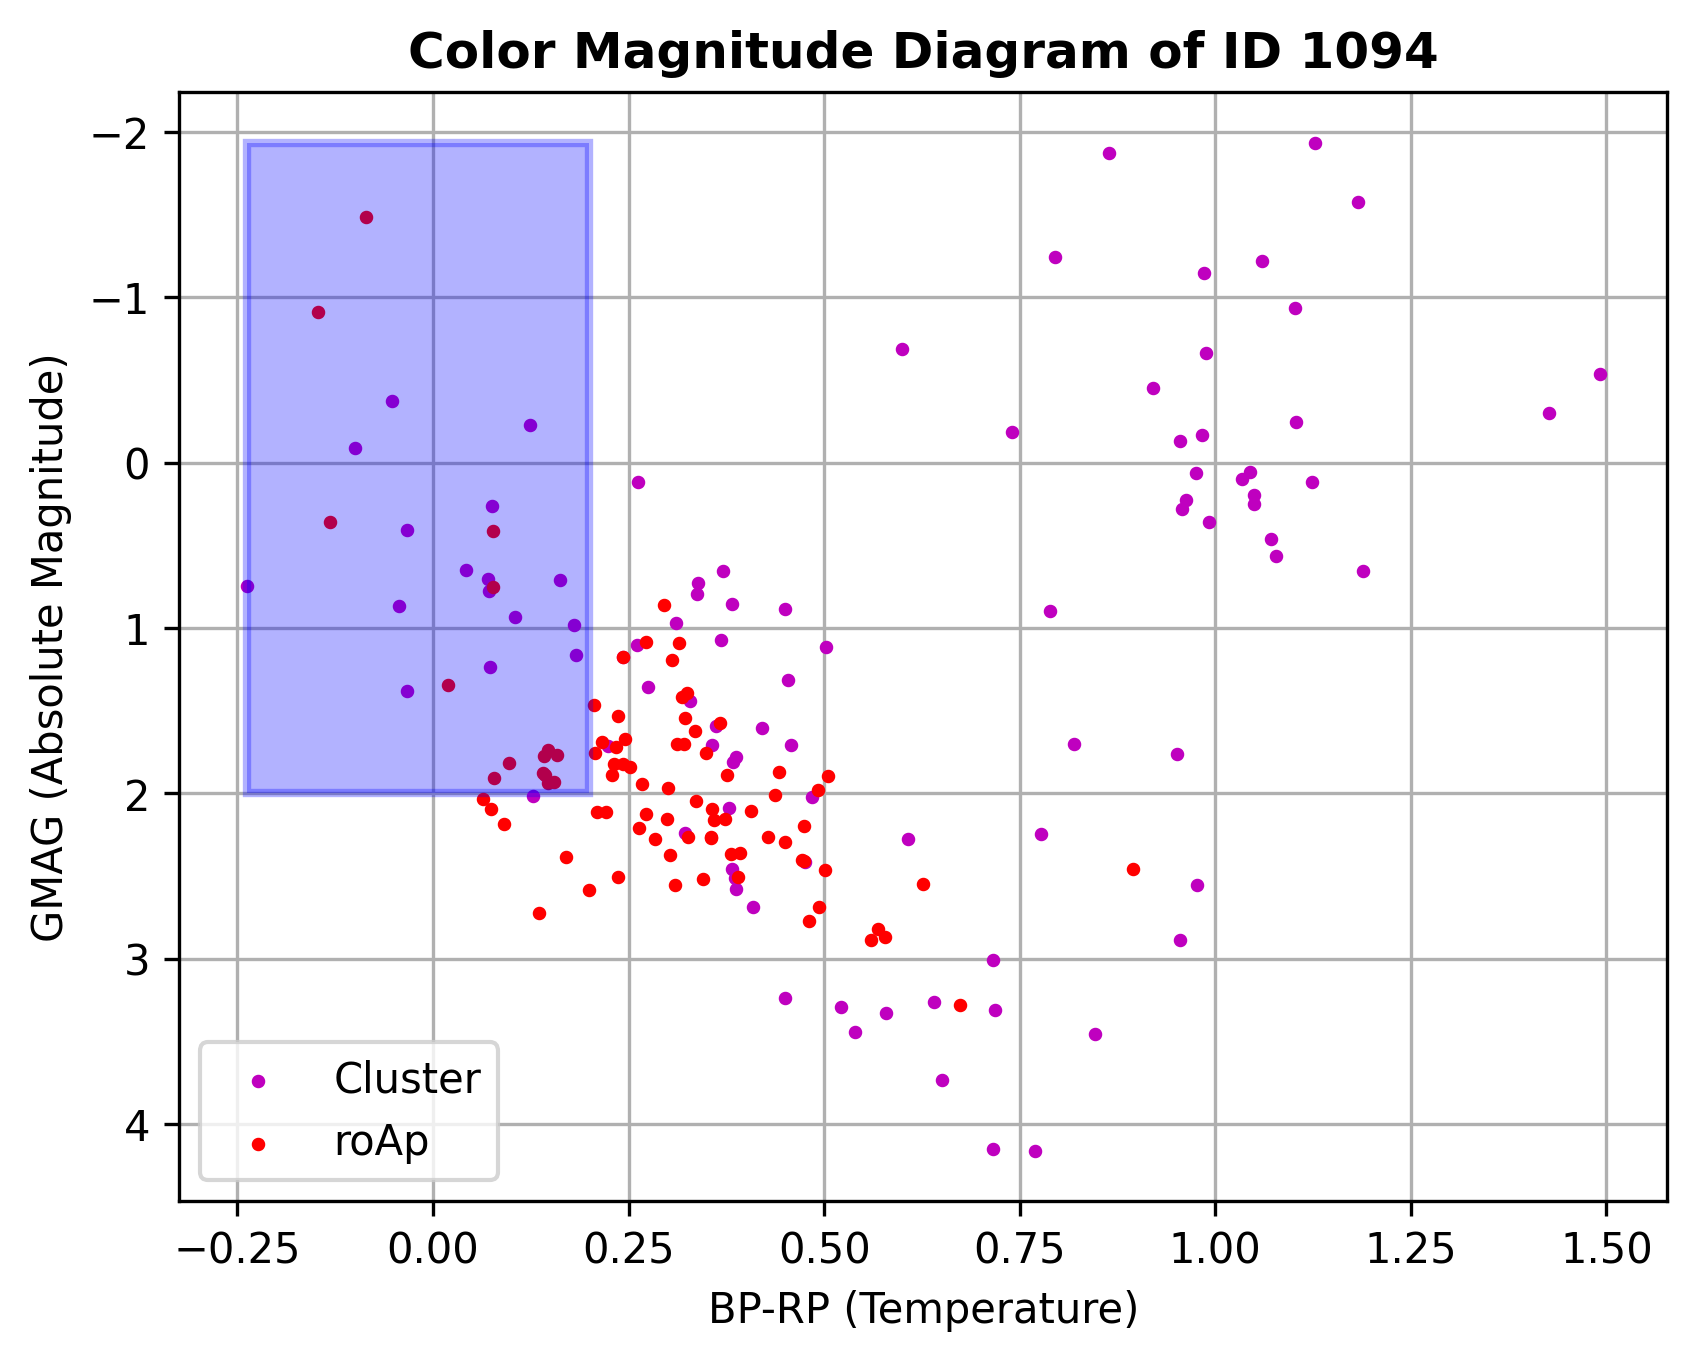 Color Magnitude Diagram of ID 1094
GMAG (Absolute Magnitude)
−2
−1
0
1
2
3
4
Cluster
roAp
−0.25 0.00 0.25 0.50 0.75 1.00 1.25 1.50
BP-RP (Temperature)